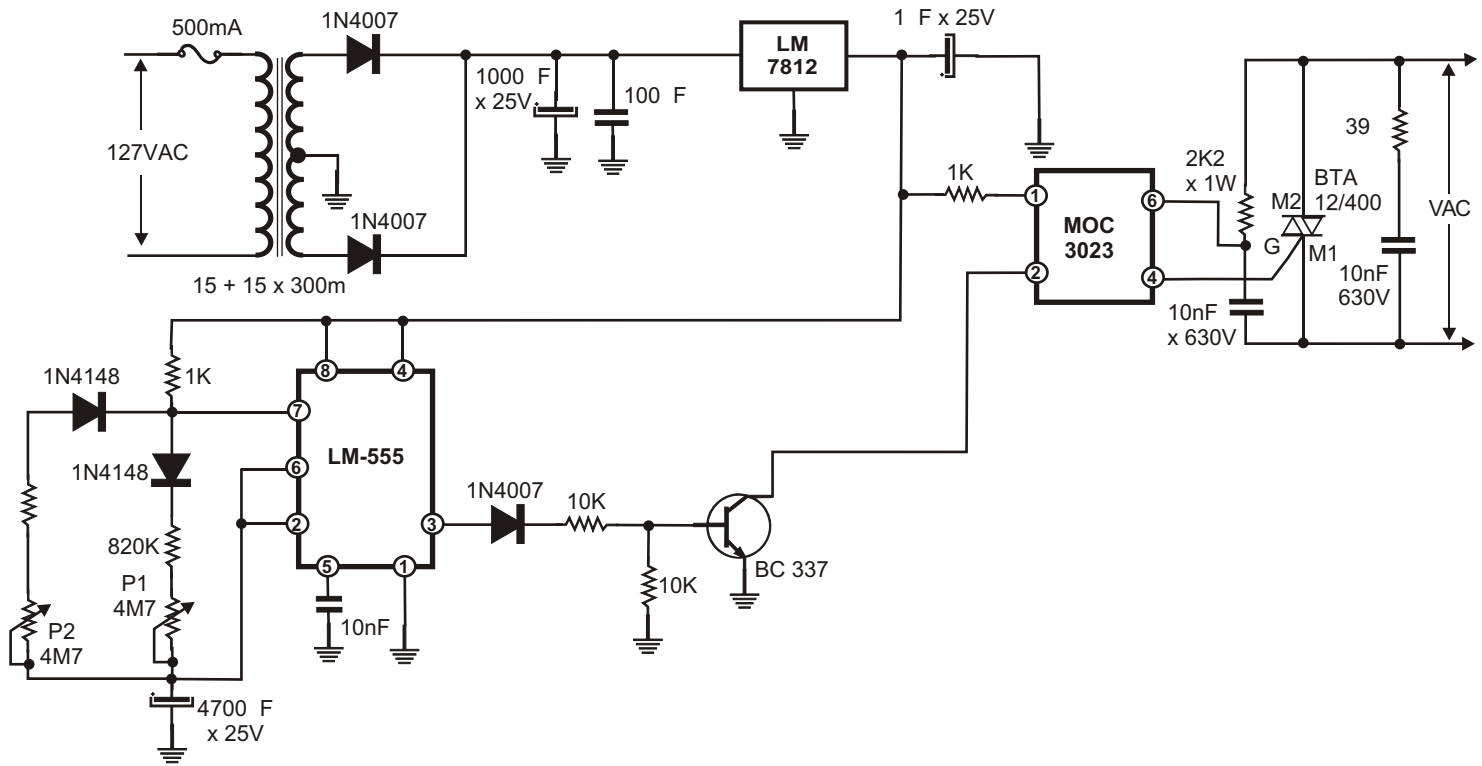 500mA
1N4007
1 F x 25V
LM
7812
1000 F
x 25V
100 F
127VAC
1N4007
15 + 15 x 300m
39
2K2
x 1W
1K
1
2
MOC
3023
6
4
M2
BTA
12/400
G
M1
VAC
10nF
630V
10nF
x 630V
1N4148
1K
8
4
7
6
2
LM-555
3
5
1
1N4148
1N4007
10K
820K
P1
4M7
P2
4M7
10nF
10K
BC 337
4700 F
x 25V